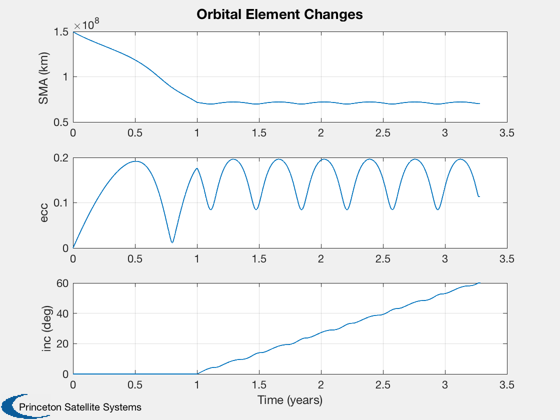 Orbital Element Changes
×10⁸
1.5
1
0.5
SMA (km)
0 0.5 1 1.5 2 2.5 3 3.5
0.2
0.1
0
ecc
0 0.5 1 1.5 2 2.5 3 3.5
60
40
20
0
inc (deg)
0 0.5 1 1.5 2 2.5 3 3.5
Time (years)
Princeton Satellite Systems